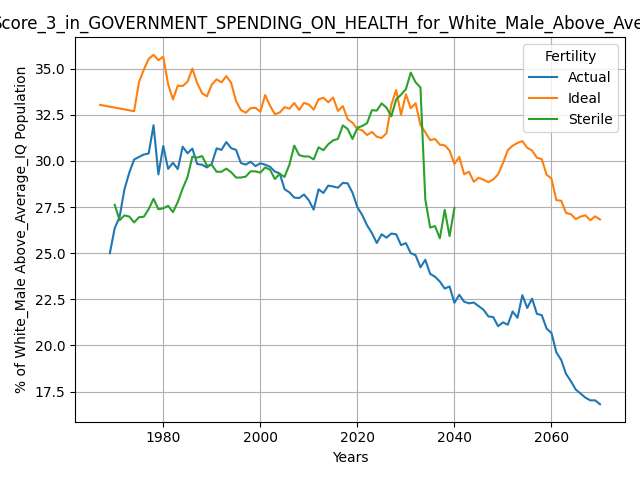 Score_3_in_GOVERNMENT_SPENDING_ON_HEALTH_for_White_Male_Above_Ave
% of White_Male Above_Average_IQ Population
35.0
32.5
30.0
27.5
25.0
22.5
20.0
17.5
Fertility
Actual
Ideal
Sterile
1980
2000
2020
2040
2060
Years